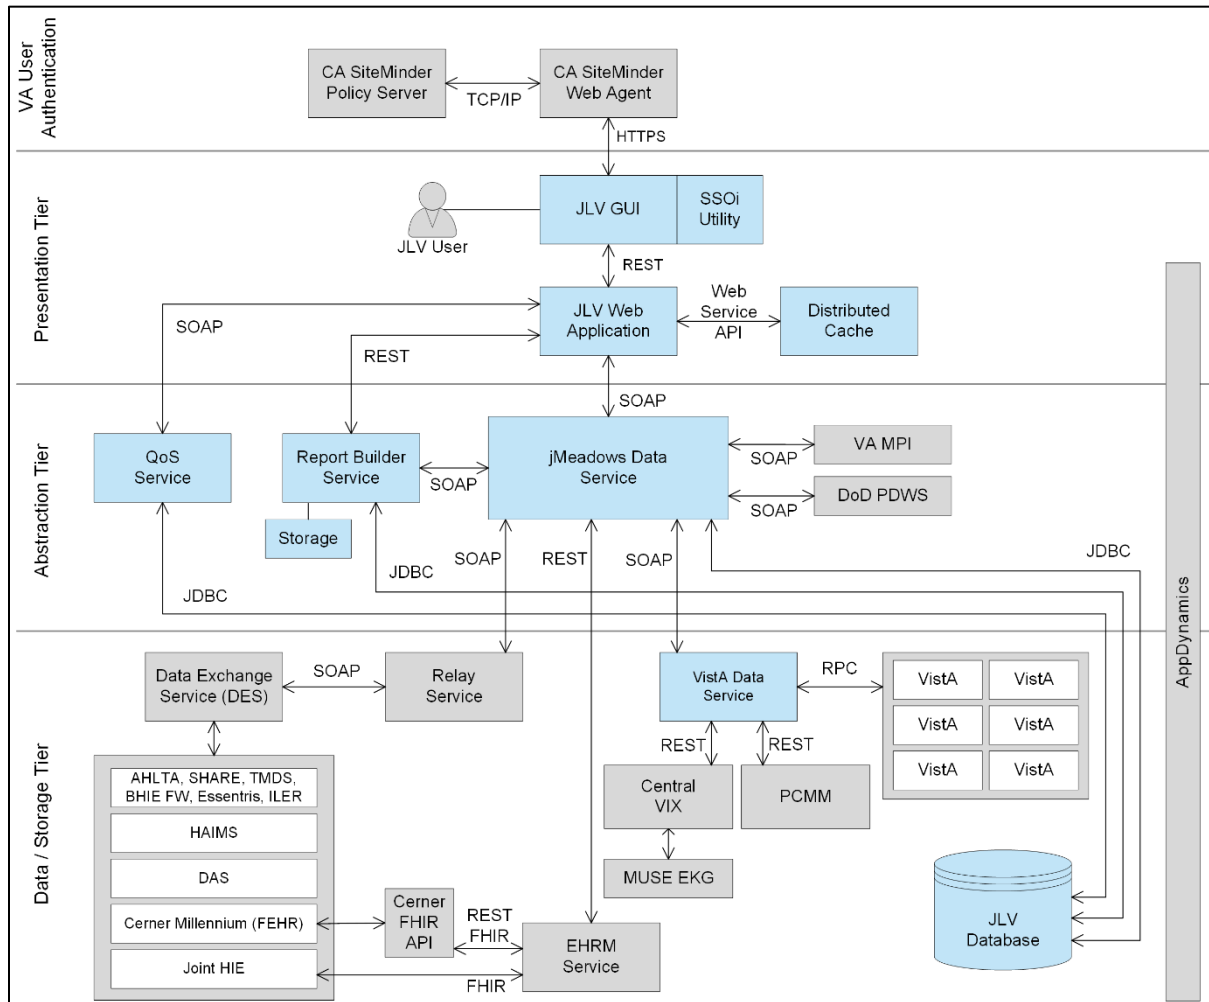 VA User
Authentication
CA SiteMinder
Policy Server
TCP/IP
CA SiteMinder
Web Agent
HTTPS
Presentation Tier
JLV User
JLV GUI
SSOi
Utility
REST
JLV Web
Application
Web
Service
API
Distributed
Cache
SOAP
REST
SOAP
Abstraction Tier
QoS
Service
Report Builder
Service
Storage
SOAP
jMeadows Data
Service
SOAP
VA MPI
SOAP
DoD PDWS
SOAP
REST
SOAP
JDBC
JDBC
JDBC
AppDynamics
Data / Storage Tier
Data Exchange
Service (DES)
SOAP
Relay
Service
VistA Data
Service
RPC
VistA
VistA
VistA
VistA
VistA
VistA
REST
REST
Central
VIX
PCMM
MUSE EKG
AHLTA, SHARE, TMDS,
BHIE FW, Essentris, ILER
HAIMS
DAS
Cerner Millennium (FEHR)
Joint HIE
Cerner
FHIR
API
REST
FHIR
FHIR
EHRM
Service
JLV
Database